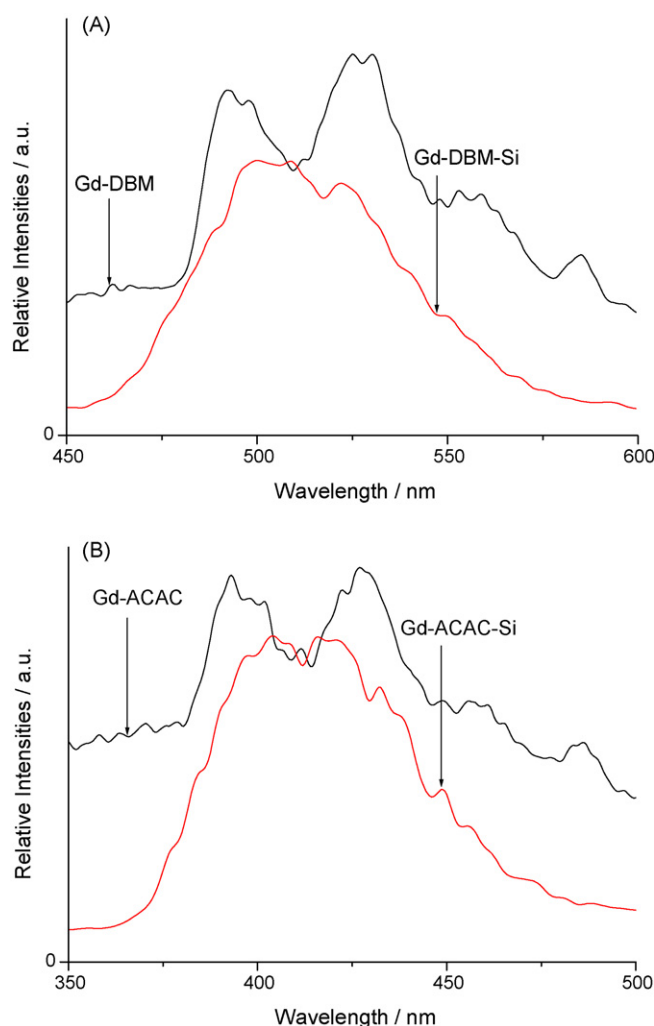 (A)
Gd-DBM-Si
Gd-DBM
Relative Intensities / a.u.
0
450 500 550 600
Wavelength / nm
(B)
Gd-ACAC
Gd-ACAC-Si
Relative Intensities / a.u.
0
350 400 450 500
Wavelength / nm